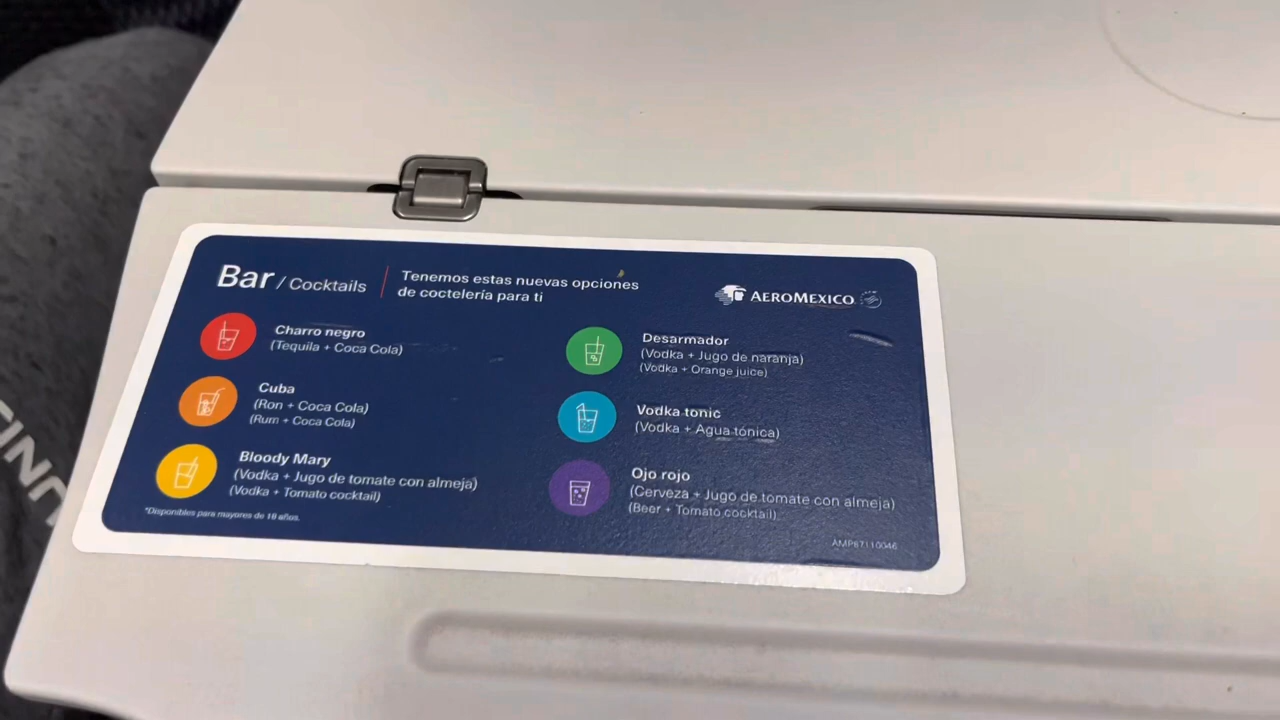 Bar / Cocktails
Tenemos estas nuevas opciones
de coctelería para ti
AEROMEXICO
Charro negro
(Tequila + Coca Cola)
Cuba
(Ron + Coca Cola)
(Rum + Coca Cola)
Bloody Mary
(Vodka + Jugo de tomate con almeja)
(Vodka + Tomato cocktail)
*Disponibles para mayores de 18 años.
Desarmador
(Vodka + Jugo de naranja)
(Vodka + Orange juice)
Vodka tonic
(Vodka + Agua tónica)
Ojo rojo
(Cerveza + Jugo de tomate con almeja)
(Beer + Tomato cocktail)
AMP87110046